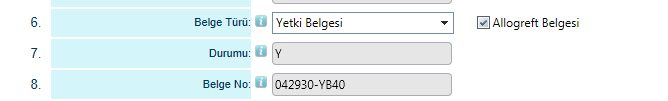 6. Belge Türü: Yetki Belgesi Allogreft Belgesi
7. Durumu: Y
8. Belge No: 042930-YB40